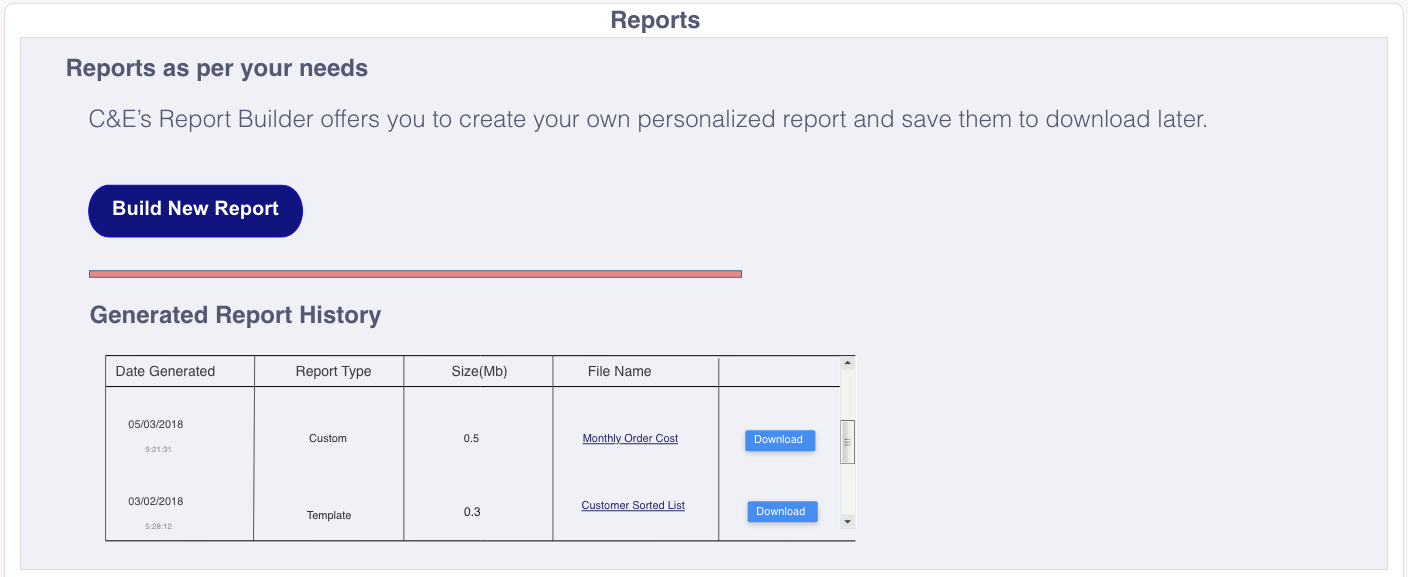 Reports
Reports as per your needs
C&E’s Report Builder offers you to create your own personalized report and save them to download later.
Build New Report
Generated Report History
Date Generated Report Type Size(Mb) File Name
05/03/2018
9:21:31
Custom 0.5 Monthly Order Cost Download
03/02/2018
5:28:12
Template 0.3 Customer Sorted List Download